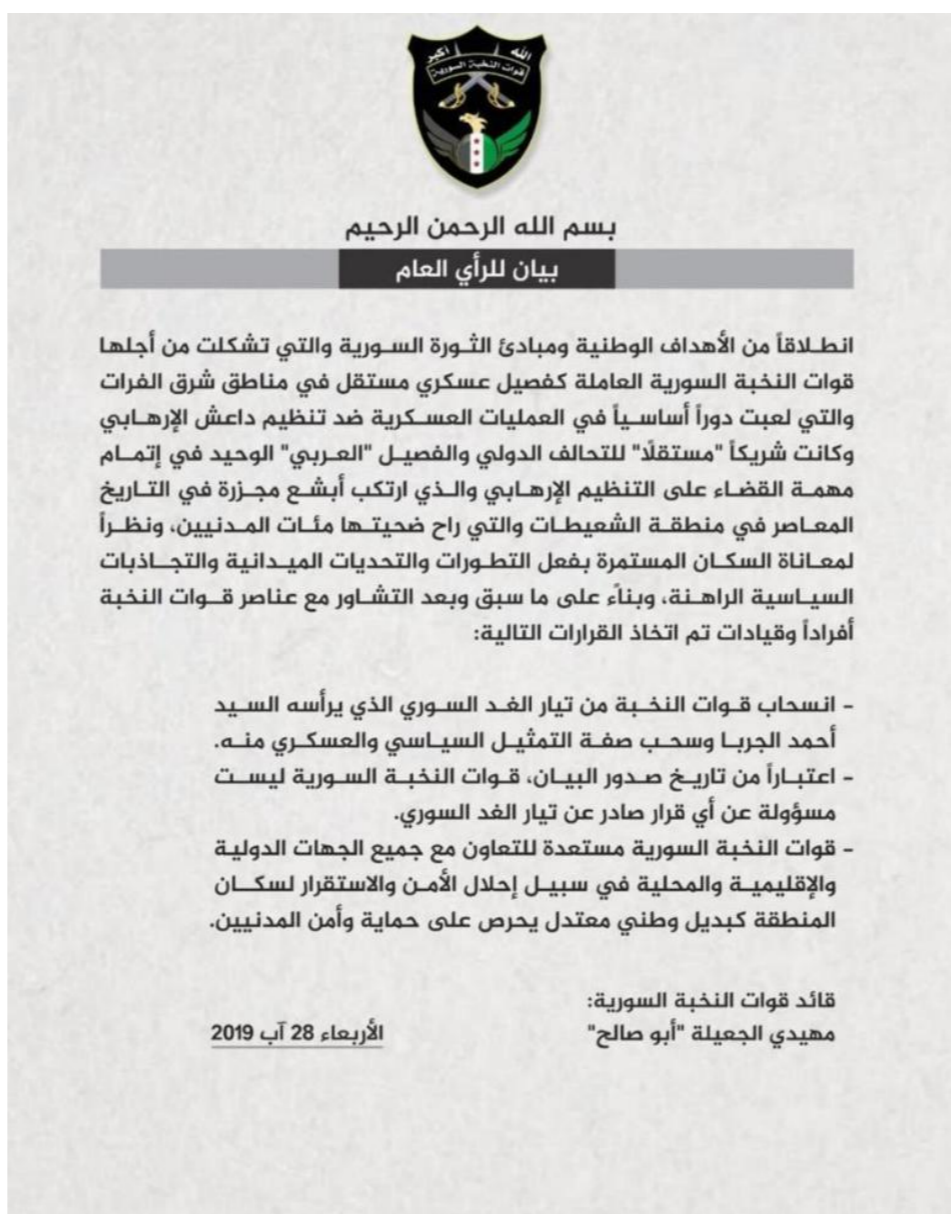 الله أكبر
قوات النخبة السورية
بسم الله الرحمن الرحيم
بيان للرأي العام
انطلاقاً من الأهداف الوطنية ومبادئ الثورة السورية والتي تشكلت من أجلها
قوات النخبة السورية العاملة كفصيل عسكري مستقل في مناطق شرق الفرات
والتي لعبت دوراً أساسياً في العمليات العسكرية ضد تنظيم داعش الإرهابي
وكانت شريكاً "مستقلًا" للتحالف الدولي والفصيل "العربي" الوحيد في إتمام
مهمة القضاء على التنظيم الإرهابي والذي ارتكب أبشع مجزرة في التاريخ
المعاصر في منطقة الشعيطات والتي راح ضحيتها مئات المدنيين، ونظراً
لمعاناة السكان المستمرة بفعل التطورات والتحديات الميدانية والتجاذبات
السياسية الراهنة، وبناًء على ما سبق وبعد التشاور مع عناصر قوات النخبة
أفراداً وقيادات تم اتخاذ القرارات التالية:
- انسحاب قوات النخبة من تيار الغد السوري الذي يرأسه السيد
أحمد الجربا وسحب صفة التمثيل السياسي والعسكري منه.
- اعتباراً من تاريخ صدور البيان، قوات النخبة السورية ليست
مسؤولة عن أي قرار صادر عن تيار الغد السوري.
- قوات النخبة السورية مستعدة للتعاون مع جميع الجهات الدولية
والإقليمية والمحلية في سبيل إحلال الأمن والاستقرار لسكان
المنطقة كبديل وطني معتدل يحرص على حماية وأمن المدنيين.
قائد قوات النخبة السورية:
مهيدي الجعيلة "أبو صالح"
الأربعاء 28 آب 2019